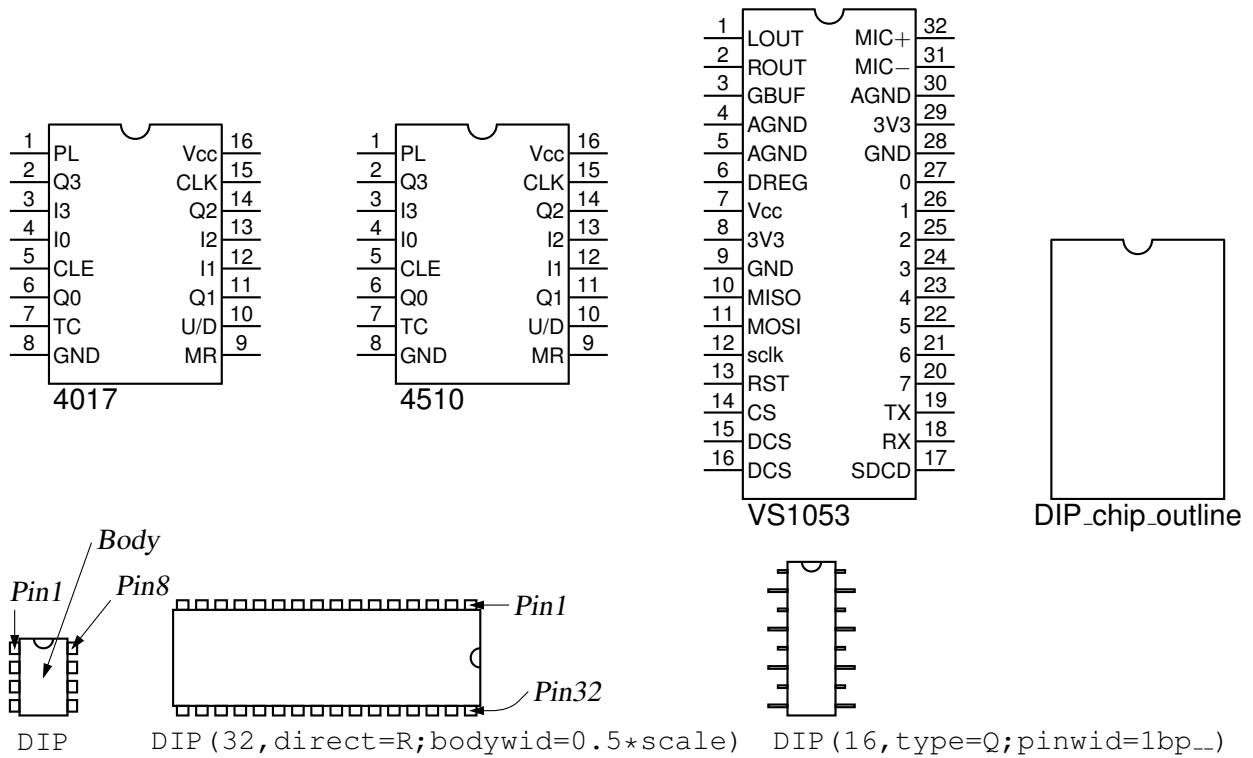 1 PL Vcc 16
2 Q3 CLK 15
3 I3 Q2 14
4 I0 I2 13
5 CLE I1 12
6 Q0 Q1 11
7 TC U/D 10
8 GND MR 9
4017
1 PL Vcc 16
2 Q3 CLK 15
3 I3 Q2 14
4 I0 I2 13
5 CLE I1 12
6 Q0 Q1 11
7 TC U/D 10
8 GND MR 9
4510
1 LOUT MIC+ 32
2 ROUT MIC− 31
3 GBUF AGND 30
4 AGND 3V3 29
5 AGND GND 28
6 DREG 0 27
7 Vcc 1 26
8 3V3 2 25
9 GND 3 24
10 MISO 4 23
11 MOSI 5 22
12 sclk 6 21
13 RST 7 20
14 CS TX 19
15 DCS RX 18
16 DCS SDCD 17
VS1053
DIP_chip_outline
Body
Pin1 Pin8
DIP
Pin1
Pin32
DIP(32,direct=R;bodywid=0.5*scale)
DIP(16,type=Q;pinwid=1bp__)